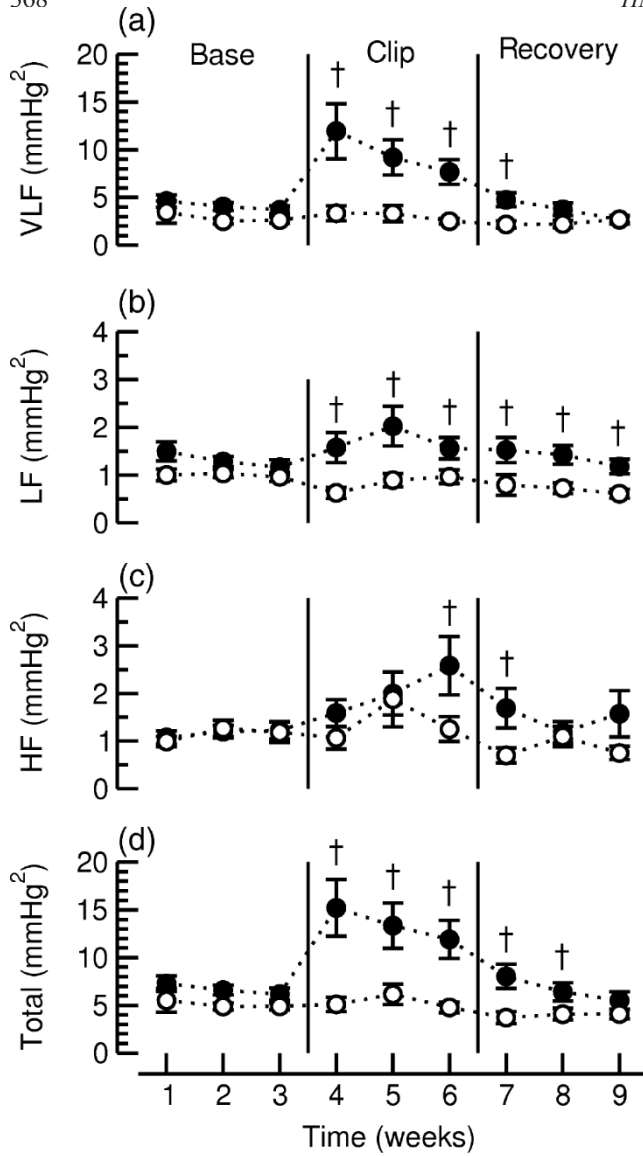 368
(a)
Base Clip Recovery
VLF (mmHg²)
20
15
10
5
0
† † † †
(b)
LF (mmHg²)
4
3
2
1
0
† † † † † †
(c)
HF (mmHg²)
4
3
2
1
0
† †
(d)
Total (mmHg²)
20
15
10
5
0
† † † † †
1 2 3 4 5 6 7 8 9
Time (weeks)